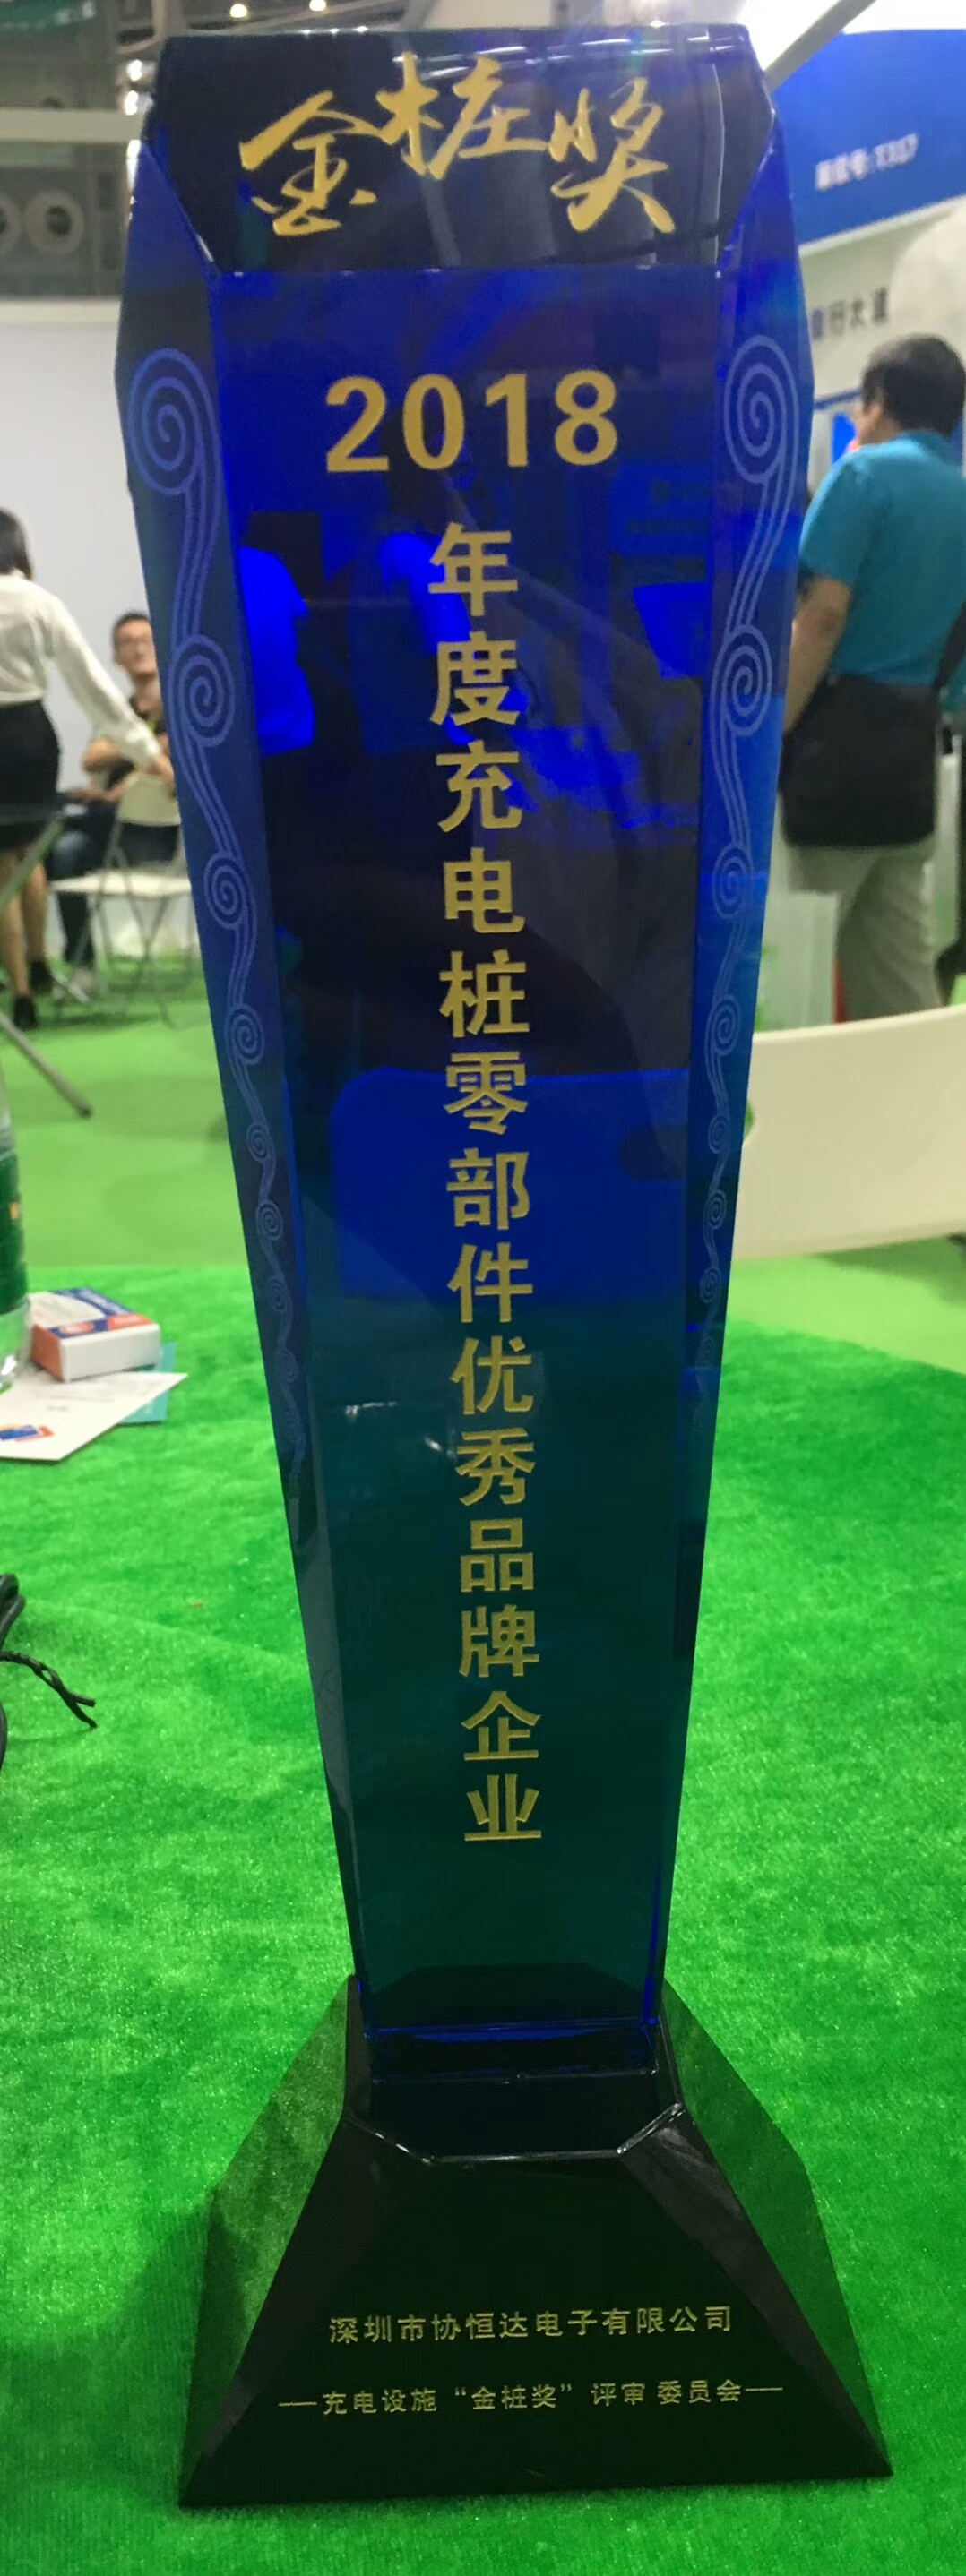 金桩奖
2018
年度充电桩零部件优秀品牌企业
深圳市协恒达电子有限公司
—充电设施“金桩奖”评审委员会—